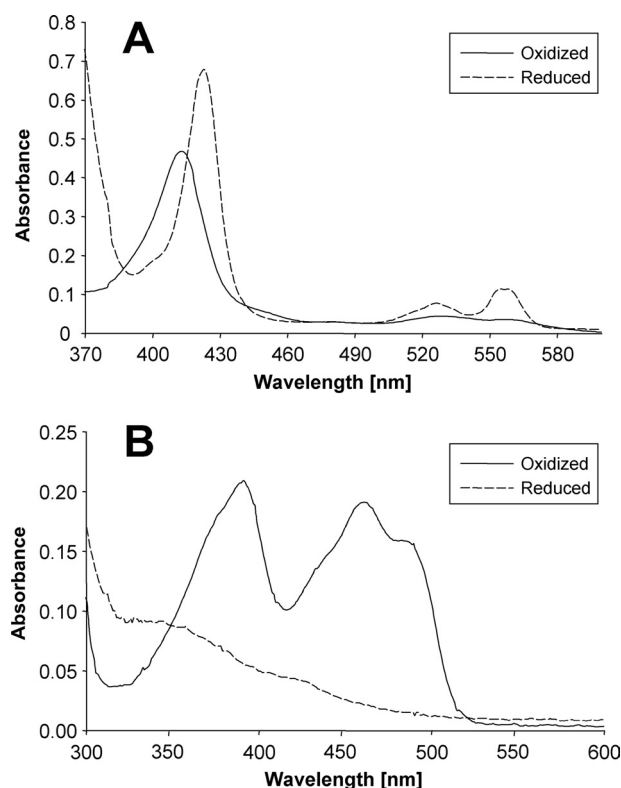 A
0.8
0.7
0.6
0.5
0.4
0.3
0.2
0.1
0
Absorbance
Oxidized
Reduced
370 400 430 460 490 520 550 580
Wavelength [nm]
B
0.25
0.20
0.15
0.10
0.05
0.00
Absorbance
Oxidized
Reduced
300 350 400 450 500 550 600
Wavelength [nm]